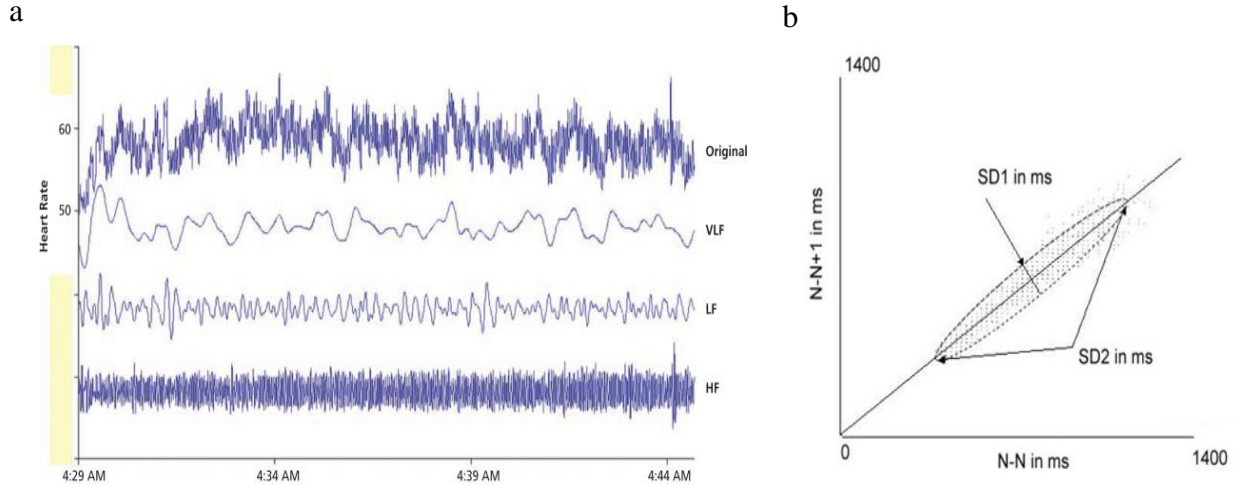 a
60
50
Heart Rate
Original
VLF
LF
HF
4:29 AM
4:34 AM
4:39 AM
4:44 AM
b
1400
SD1 in ms
N-N+1 in ms
SD2 in ms
0
N-N in ms
1400